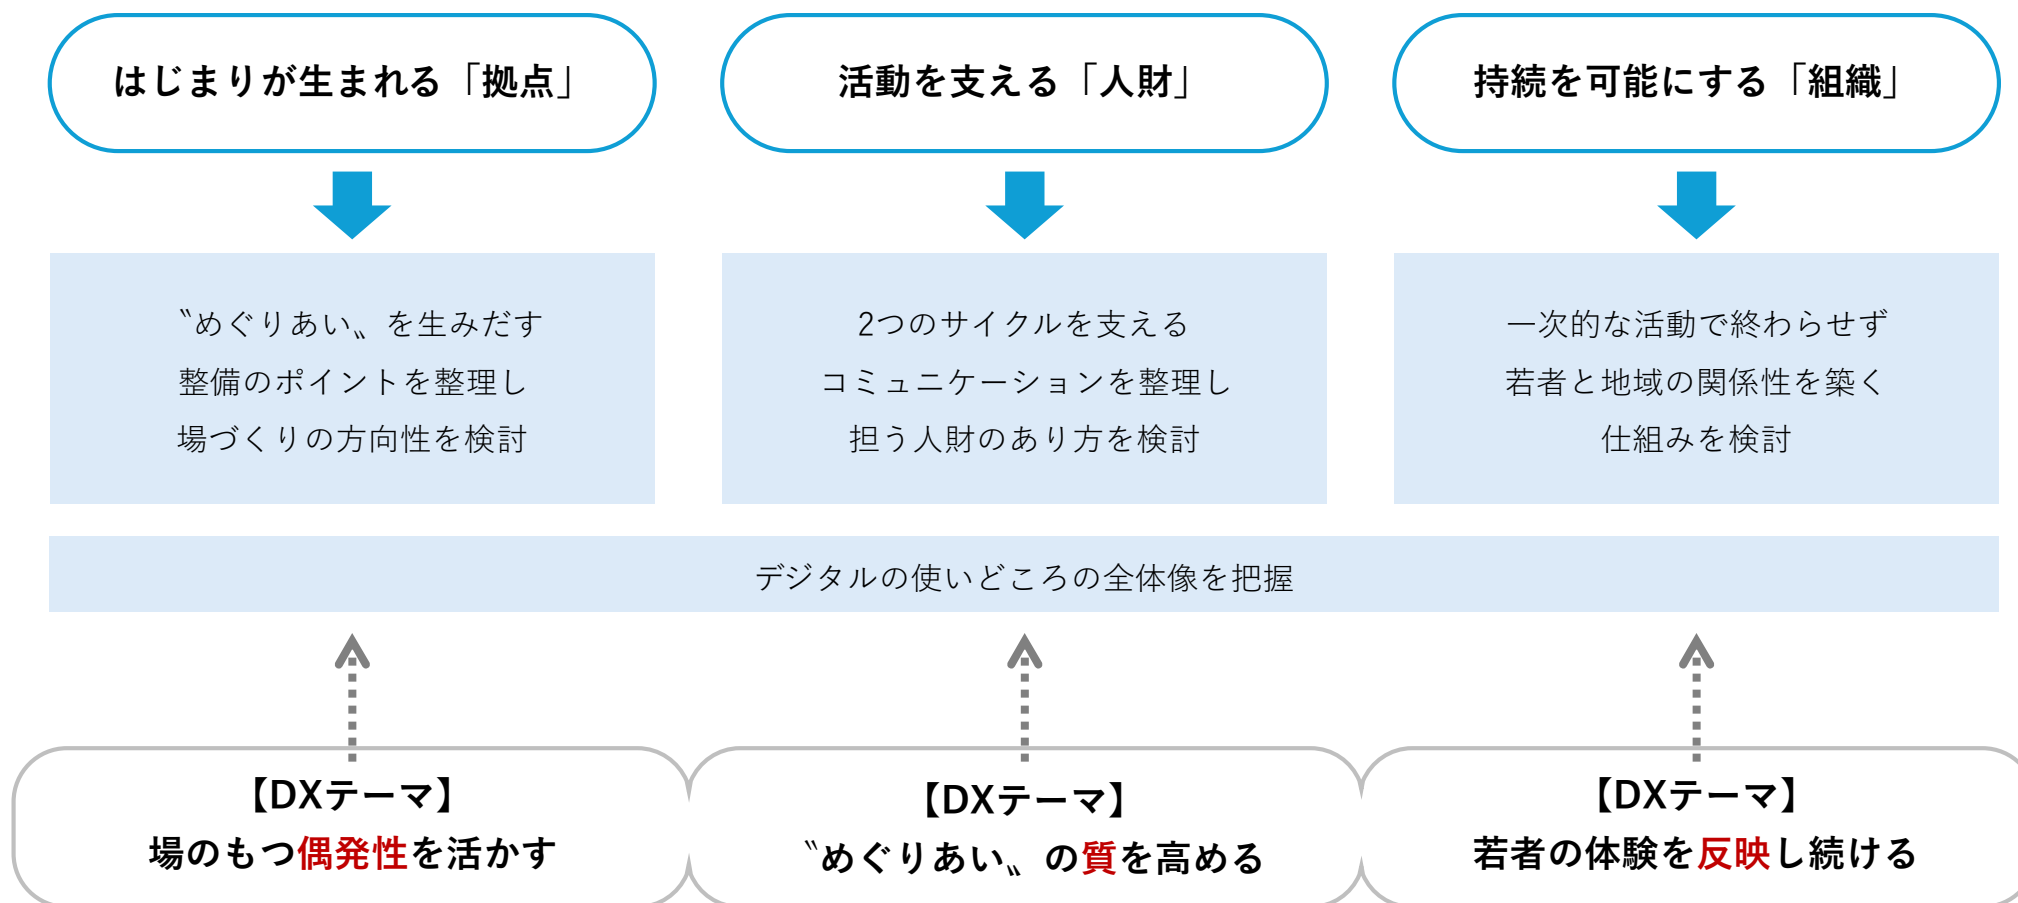 はじまりが生まれる「拠点」
活動を支える「人財」
持続を可能にする「組織」
〝めぐりあい〟を生みだす
整備のポイントを整理し
場づくりの方向性を検討
2つのサイクルを支える
コミュニケーションを整理し
担う人財のあり方を検討
一次的な活動で終わらせず
若者と地域の関係性を築く
仕組みを検討
デジタルの使いどころの全体像を把握
【DXテーマ】
場のもつ偶発性を活かす
【DXテーマ】
〝めぐりあい〟の質を高める
【DXテーマ】
若者の体験を反映し続ける